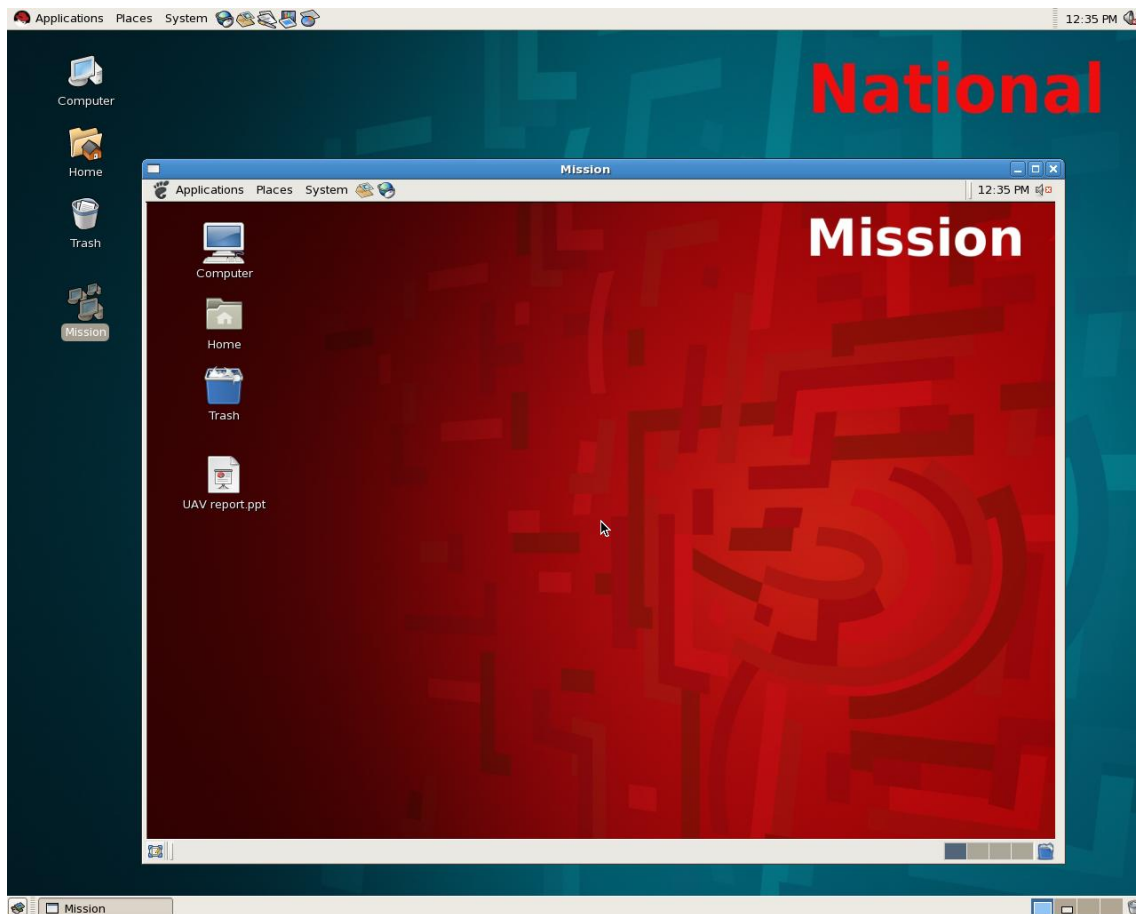 Applications Places System 12:35 PM
National
Computer
Home
Trash
Mission
Mission
Applications Places System 12:35 PM
Mission
Computer
Home
Trash
UAV report.ppt
Mission